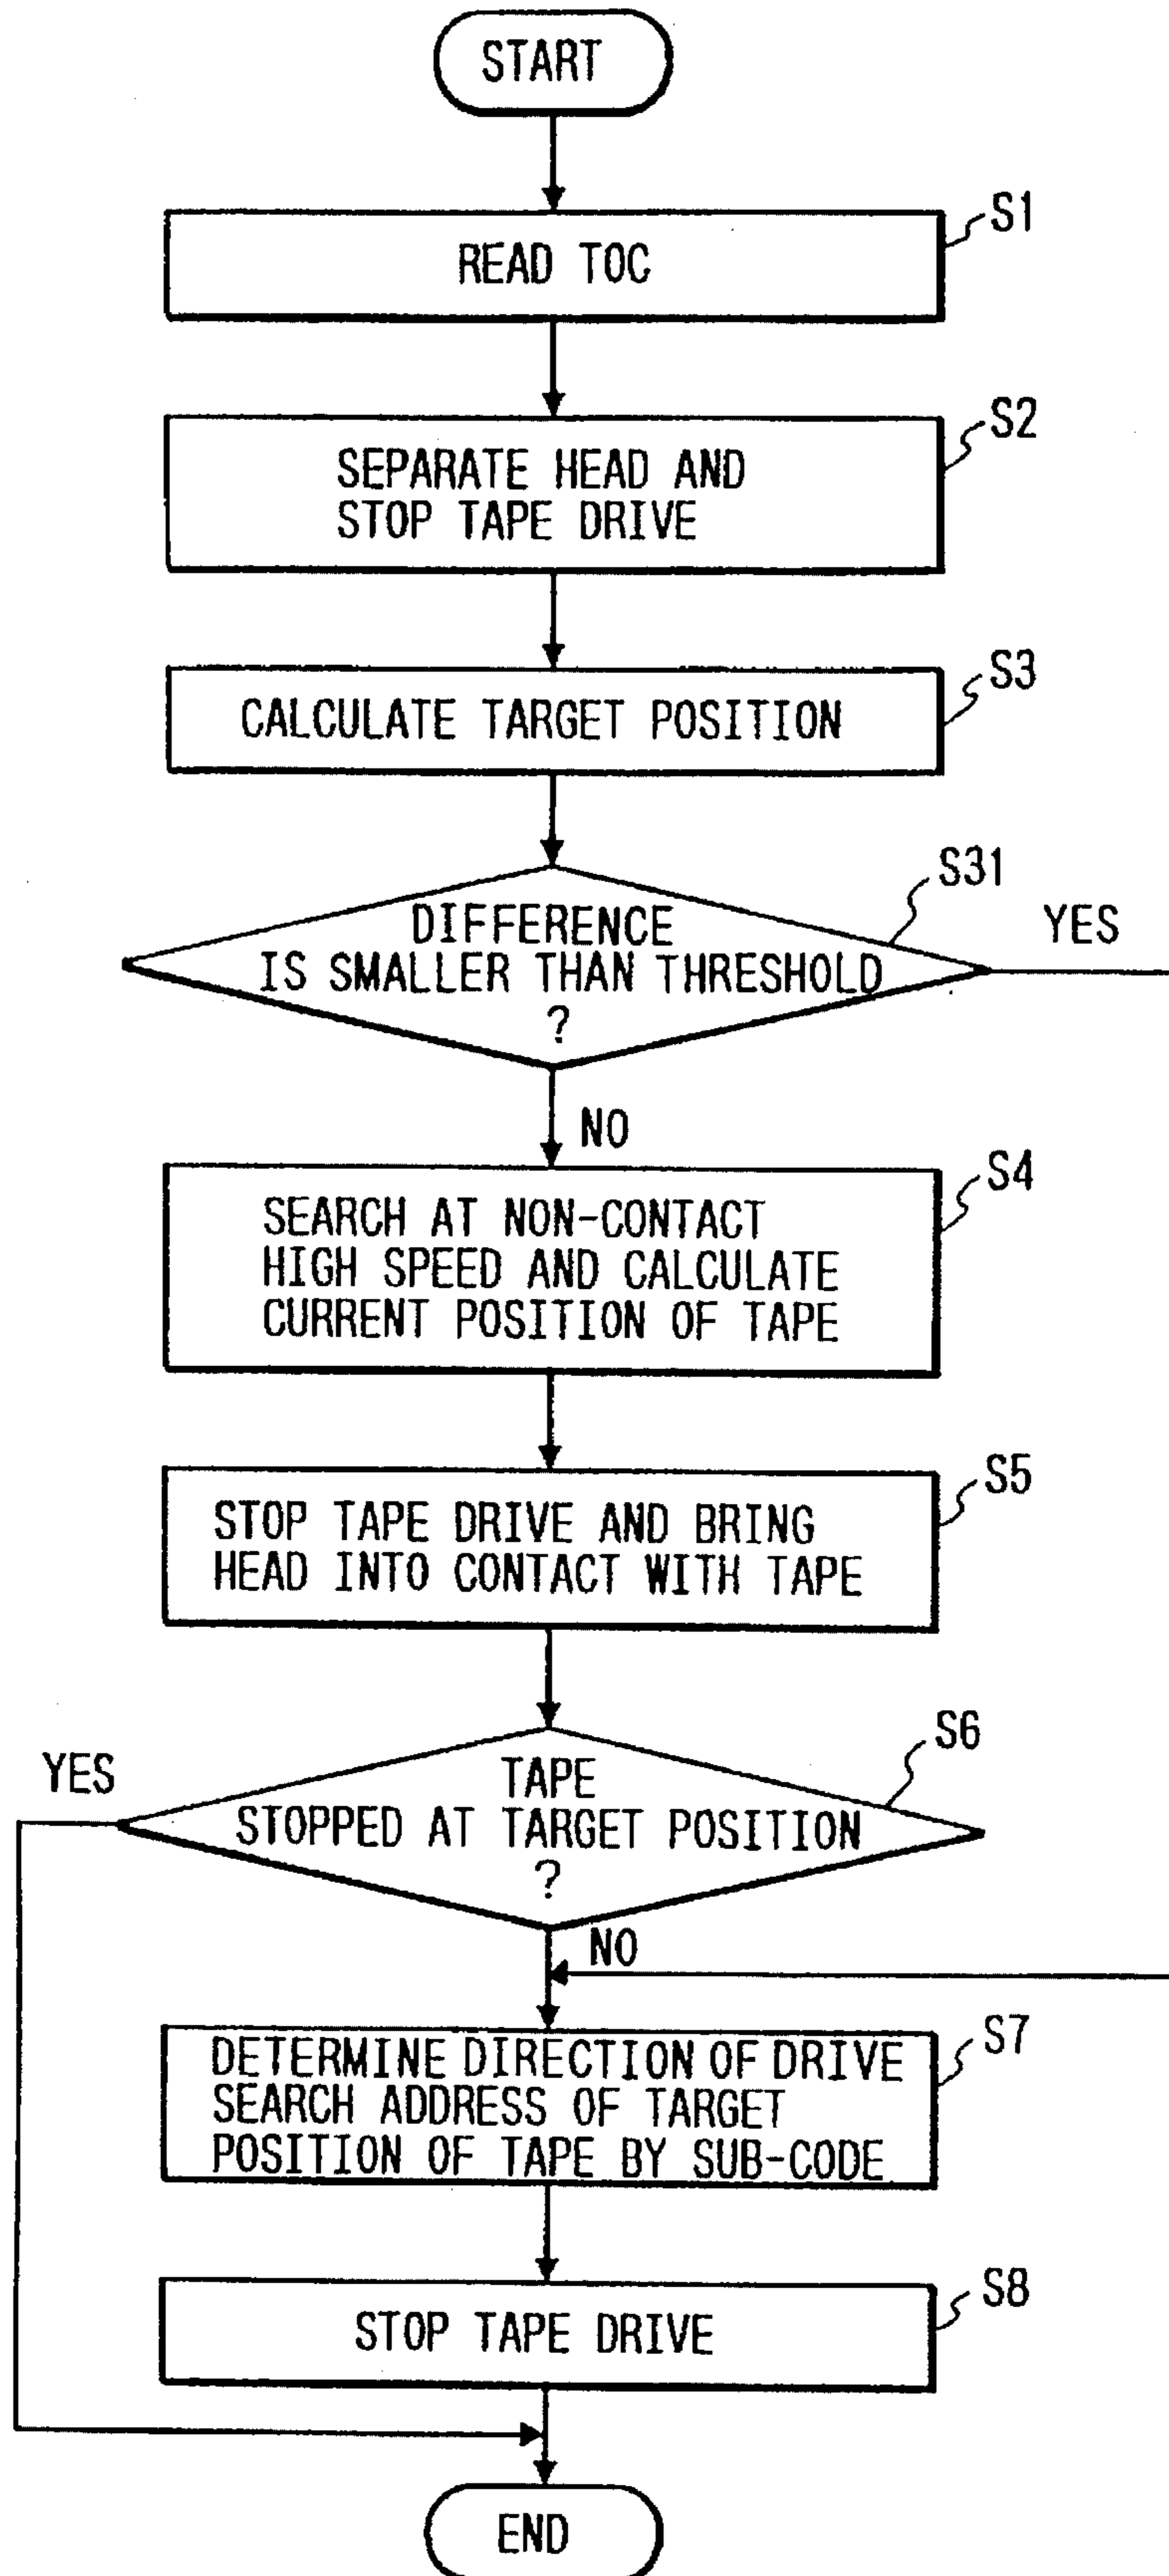 START
S1
READ TOC
S2
SEPARATE HEAD AND
STOP TAPE DRIVE
S3
CALCULATE TARGET POSITION
S31
DIFFERENCE
IS SMALLER THAN THRESHOLD
?
YES
NO
S4
SEARCH AT NON-CONTACT
HIGH SPEED AND CALCULATE
CURRENT POSITION OF TAPE
S5
STOP TAPE DRIVE AND BRING
HEAD INTO CONTACT WITH TAPE
S6
YES
TAPE
STOPPED AT TARGET POSITION
?
NO
S7
DETERMINE DIRECTION OF DRIVE
SEARCH ADDRESS OF TARGET
POSITION OF TAPE BY SUB-CODE
S8
STOP TAPE DRIVE
END